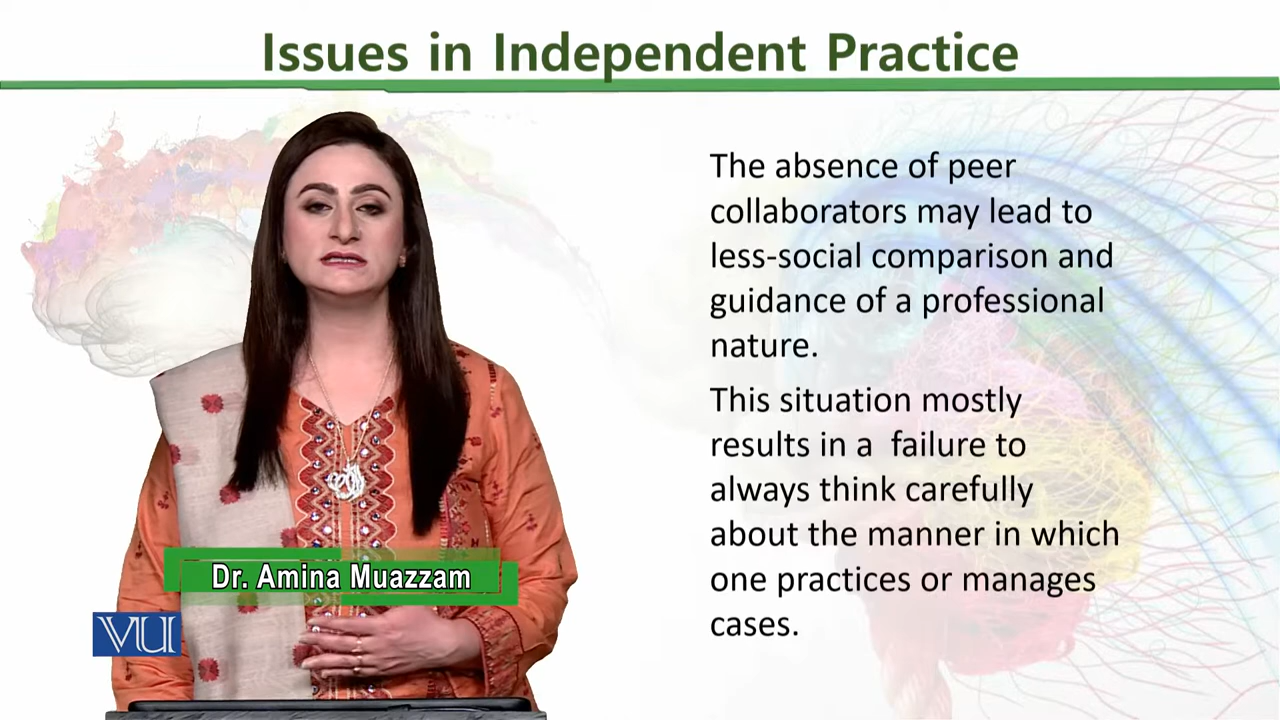 Issues in Independent Practice
The absence of peer
collaborators may lead to
less-social comparison and
guidance of a professional
nature.
This situation mostly
results in a  failure to
always think carefully
about the manner in which
one practices or manages
cases.
Dr. Amina Muazzam
VU